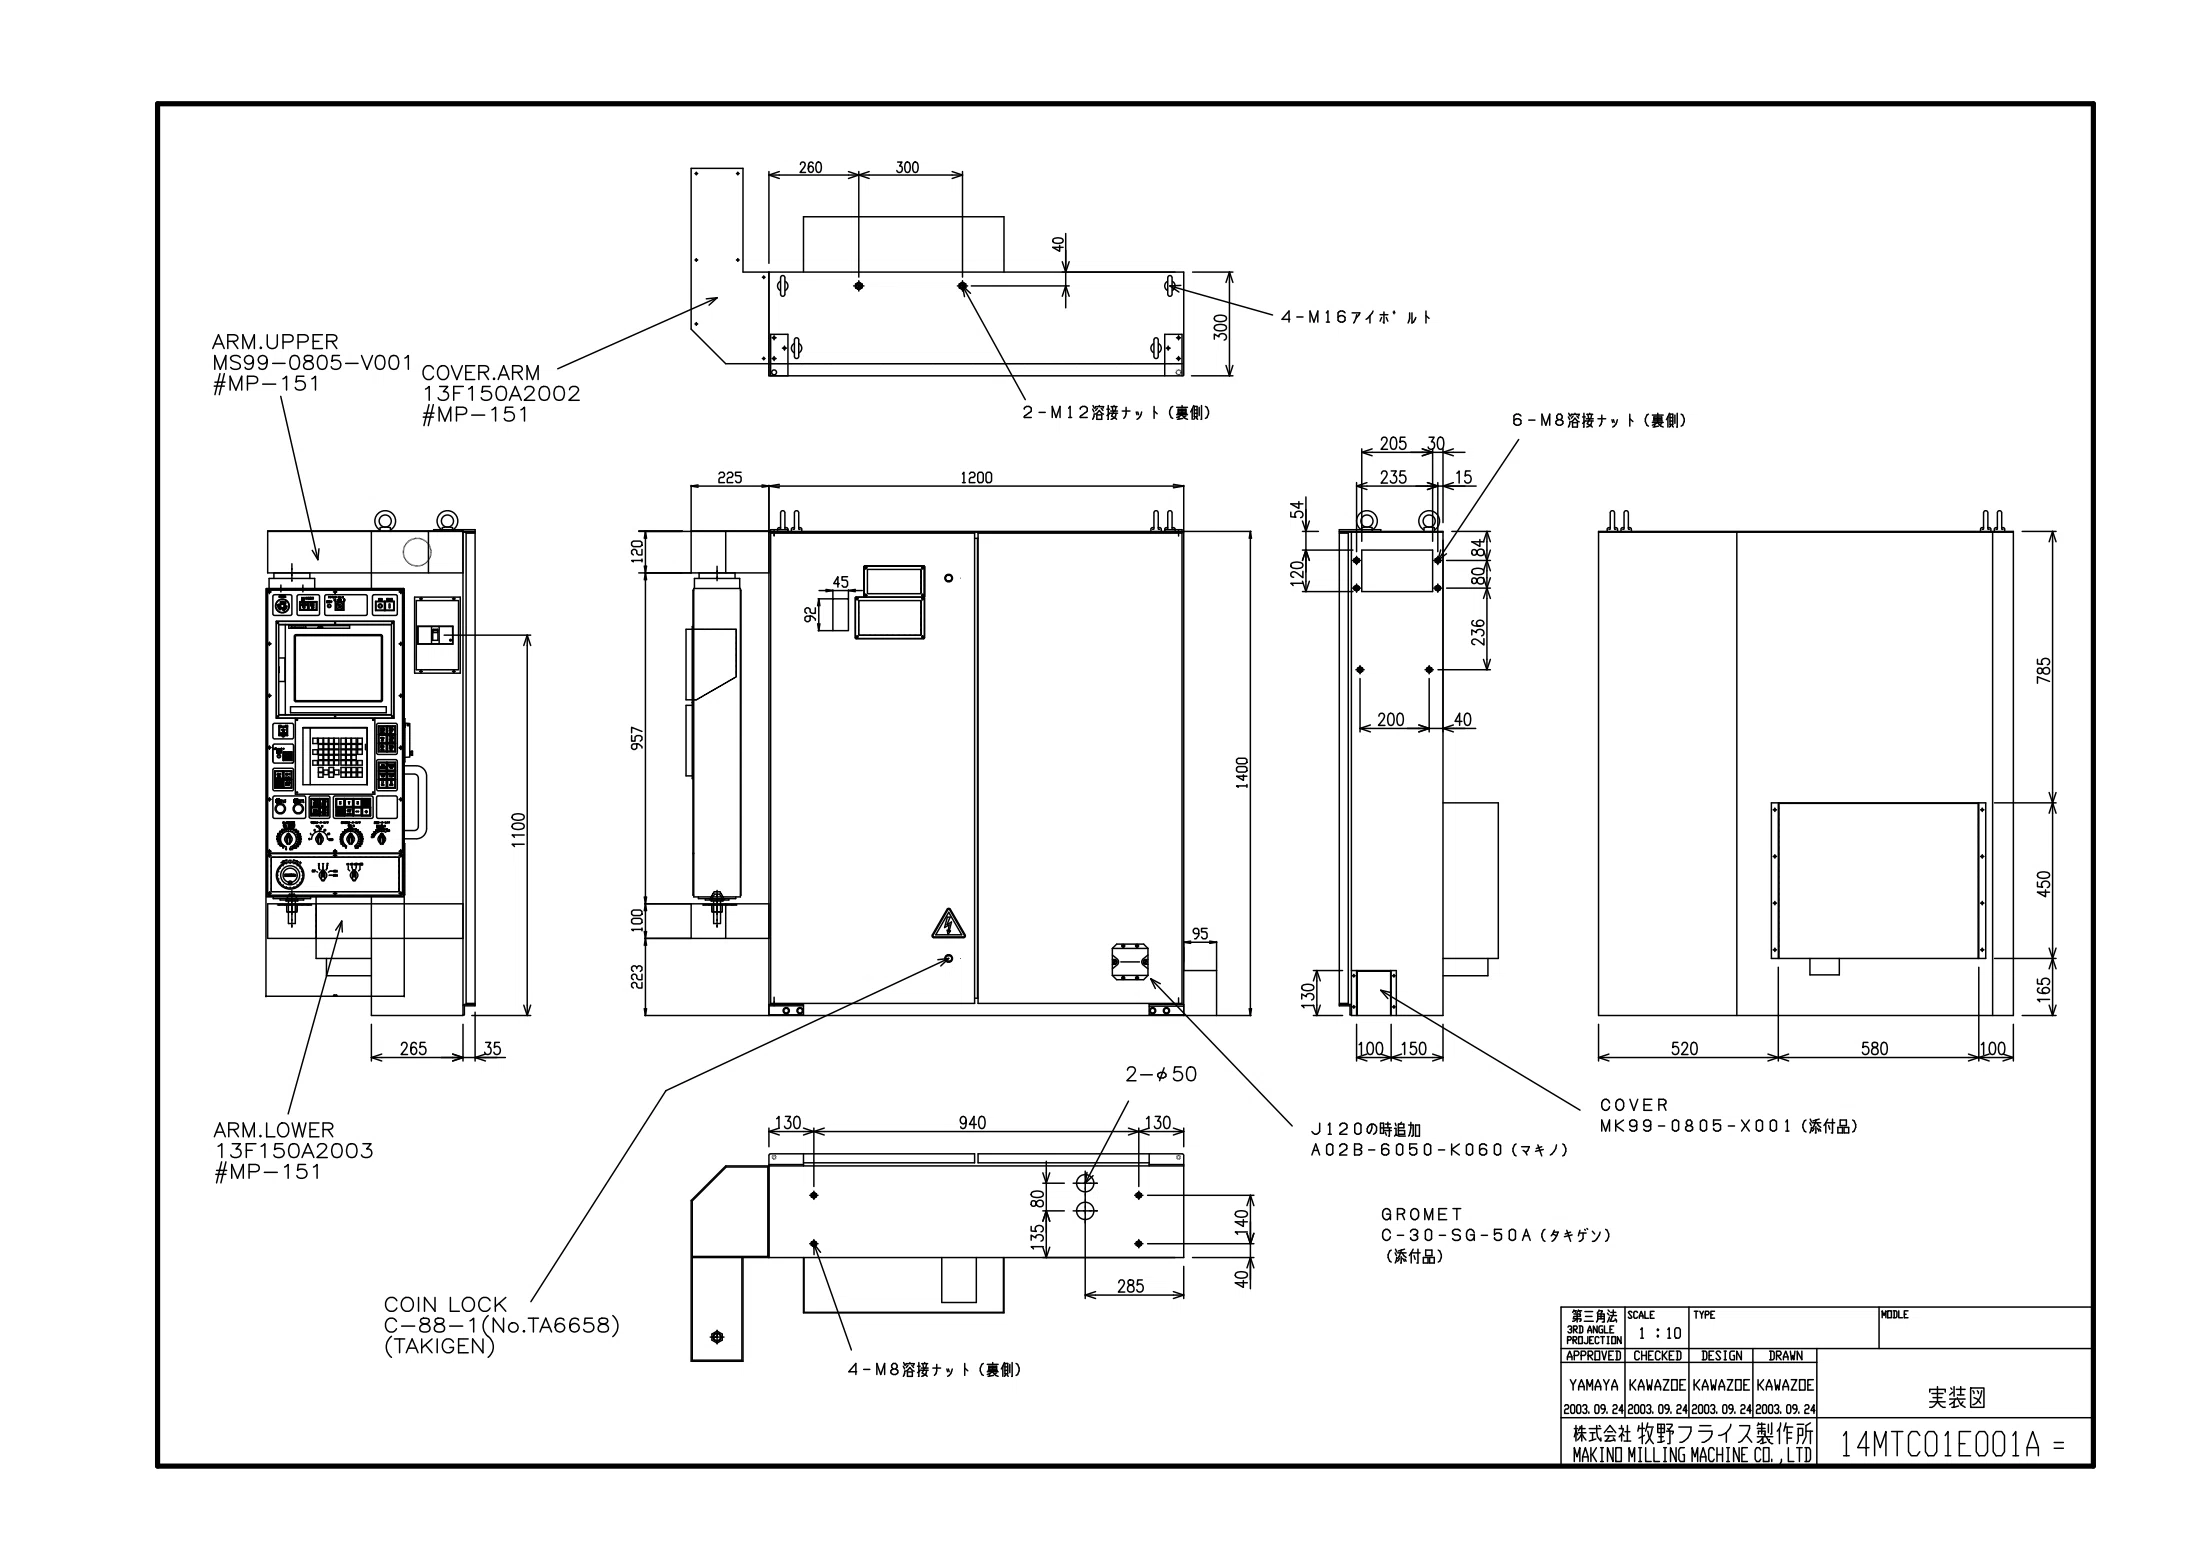 260
300
40
300
4-M16アイボルト
2-M12溶接ナット(裏側)
ARM.UPPER
MS99-0805-V001
#MP-151
COVER.ARM
13F150A2002
#MP-151
6-M8溶接ナット(裏側)
225
1200
120
957
100
223
45
92
1400
95
1100
265
35
205
30
235
15
54
120
84
80
236
200
40
130
100
150
785
450
165
520
580
100
ARM.LOWER
13F150A2003
#MP-151
2-φ50
130
940
130
80
135
140
40
285
J120の時追加
A02B-6050-K060(マキノ)
COVER
MK99-0805-X001(添付品)
GROMET
C-30-SG-50A(タキゲン)
(添付品)
COIN LOCK
C-88-1(No.TA6658)
(TAKIGEN)
4-M8溶接ナット(裏側)
第三角法
3RD ANGLE
PROJECTION
SCALE
1 : 10
TYPE
MODLE
APPROVED CHECKED DESIGN DRAWN
YAMAYA KAWAZOE KAWAZOE KAWAZOE
2003.09.24 2003.09.24 2003.09.24 2003.09.24
実装図
株式会社 牧野フライス製作所
MAKINO MILLING MACHINE CO.,LTD
14MTC01E001A =